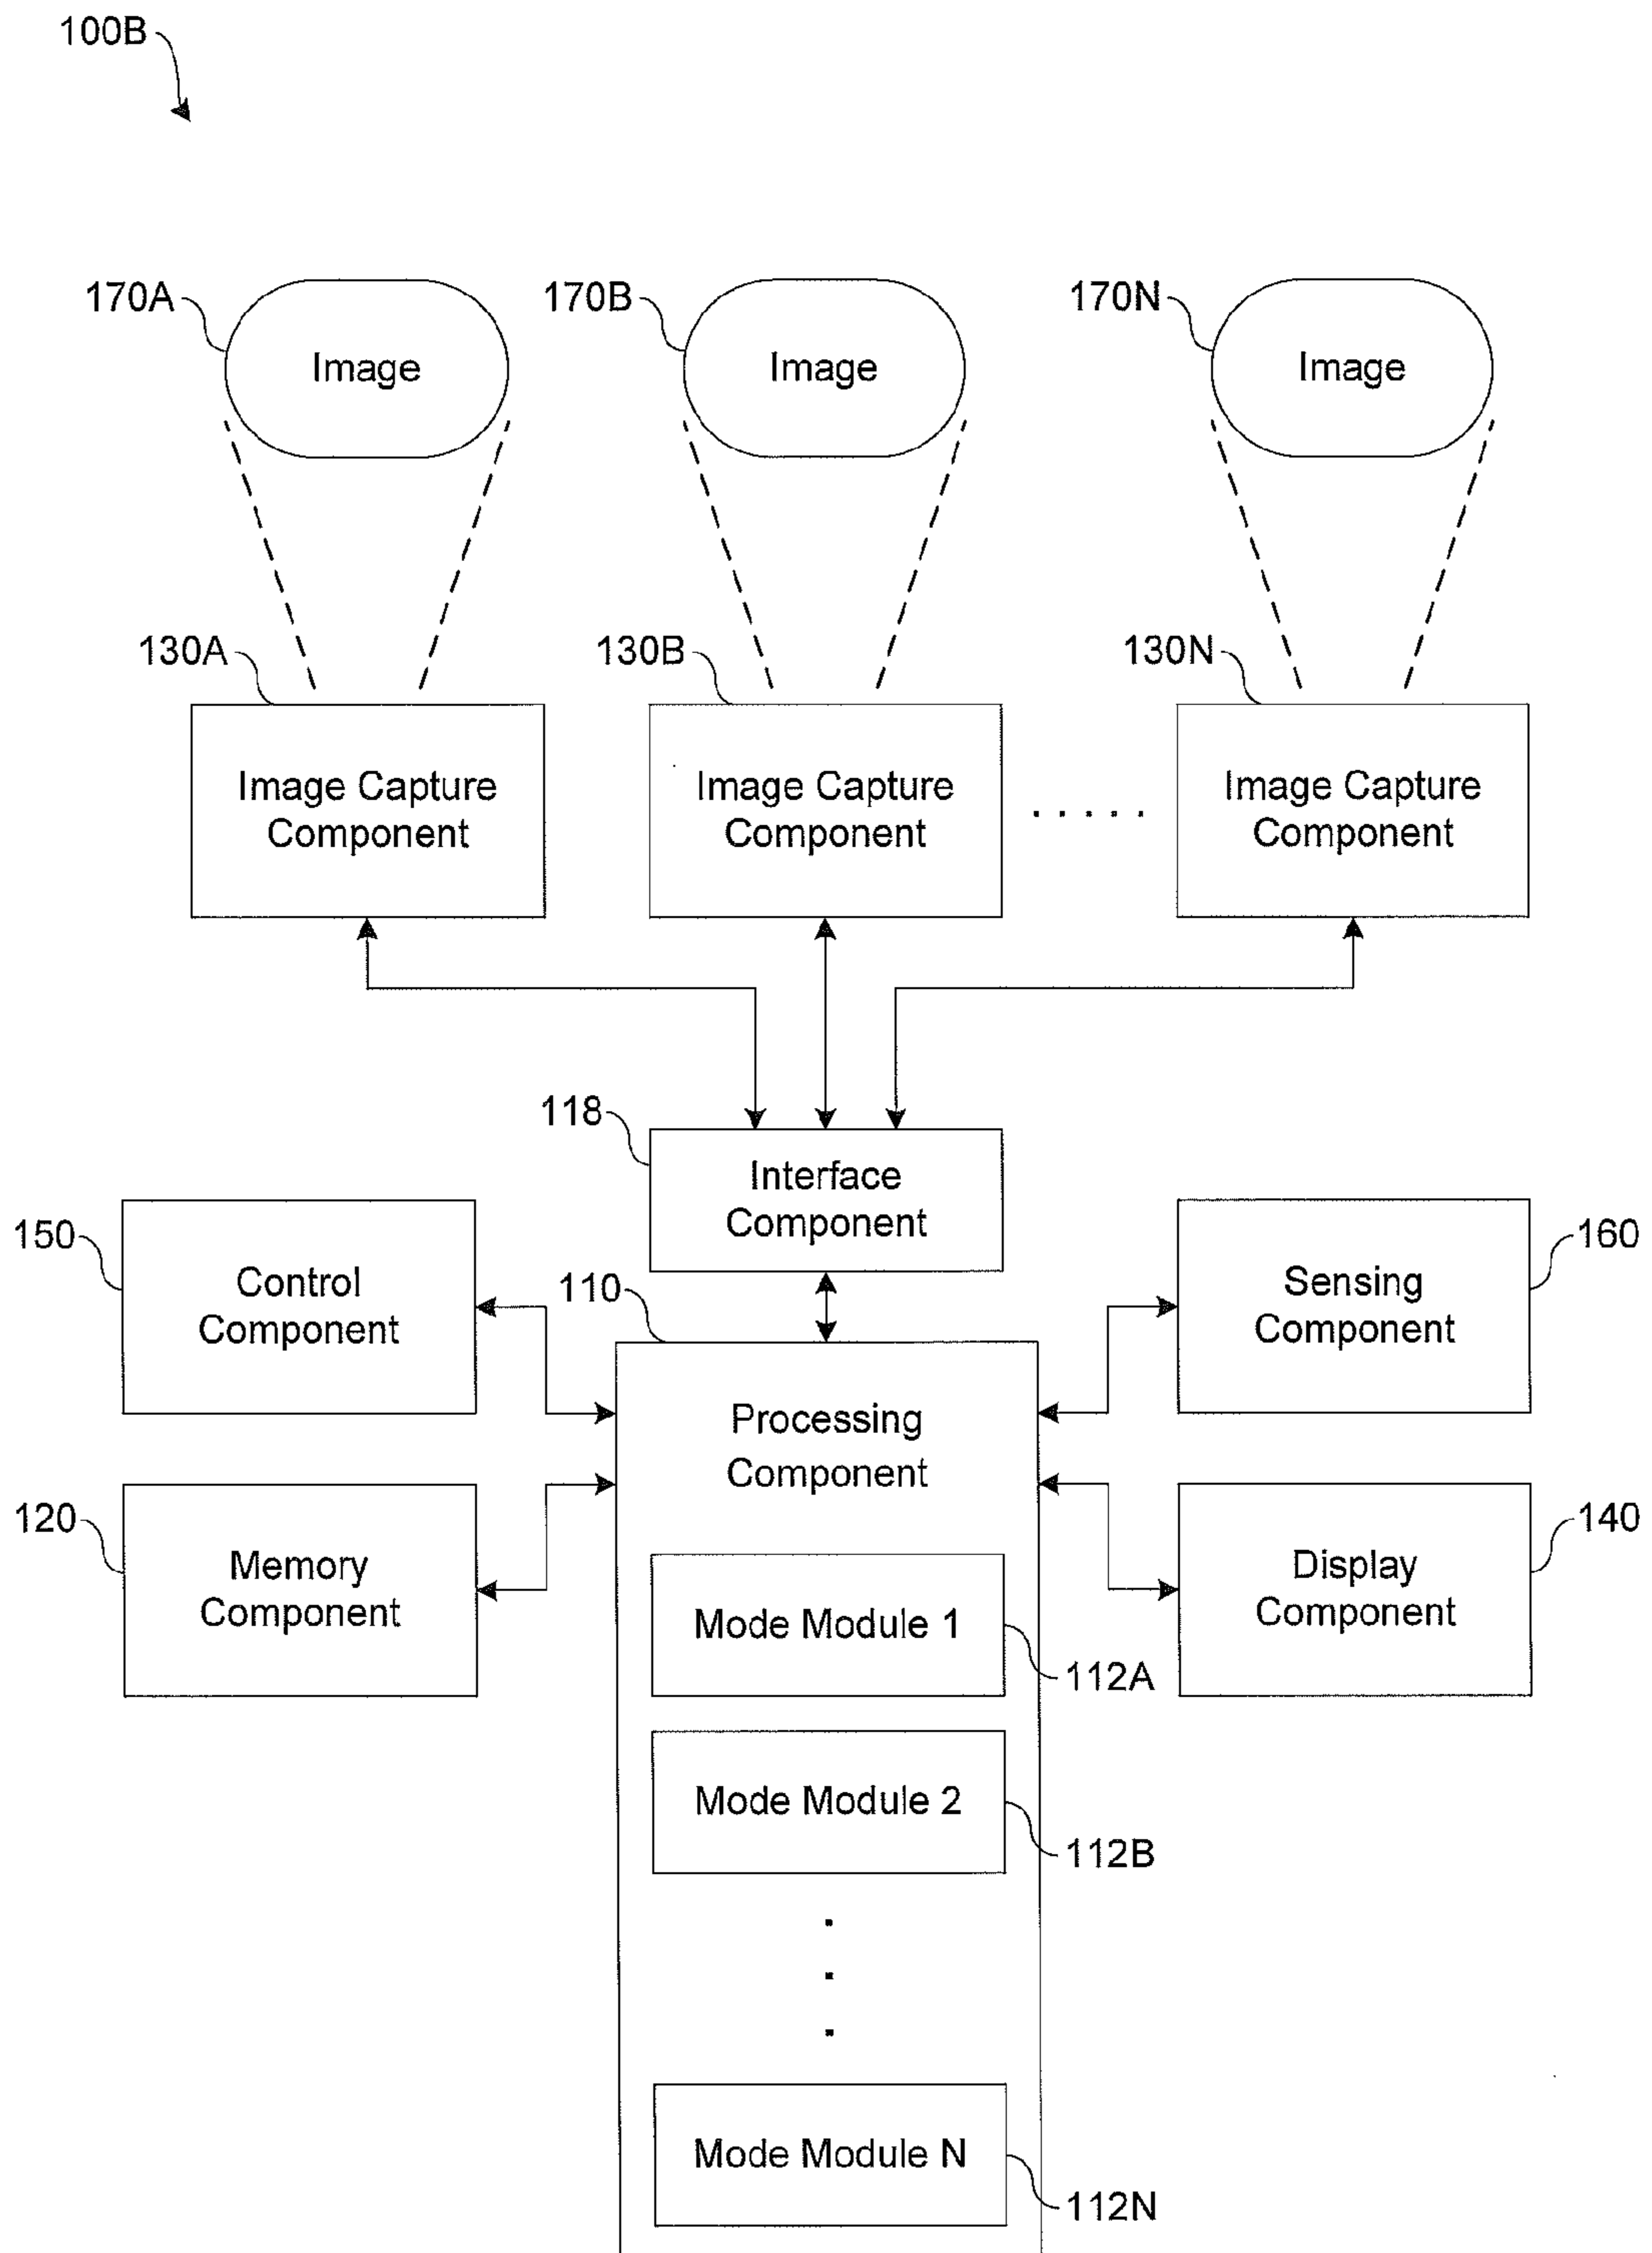 100B
170A
Image
170B
Image
170N
Image
130A
Image Capture
Component
130B
Image Capture
Component
.....
130N
Image Capture
Component
118
Interface
Component
150
Control
Component
160
Sensing
Component
110
Processing
Component
120
Memory
Component
140
Display
Component
Mode Module 1
112A
Mode Module 2
112B
Mode Module N
112N